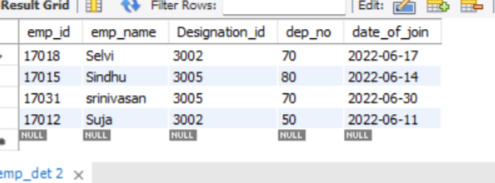 Result Grid Filter Rows: Edit:
emp_id emp_name Designation_id dep_no date_of_join
17018 Selvi 3002 70 2022-06-17
17015 Sindhu 3005 80 2022-06-14
17031 srinivasan 3005 70 2022-06-30
17012 Suja 3002 50 2022-06-11
NULL NULL NULL NULL NULL
emp_det 2 ×